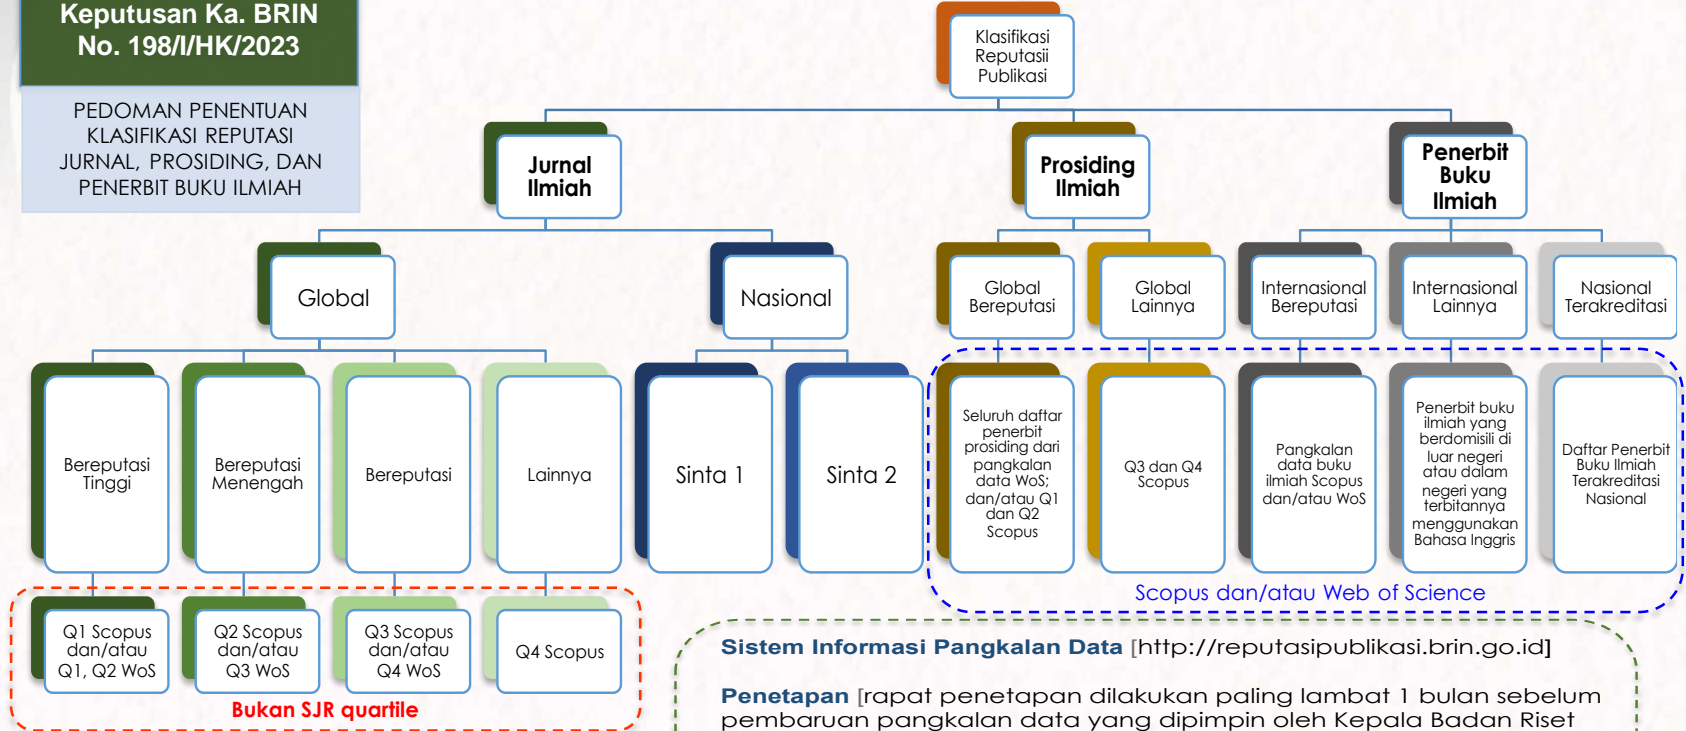 Keputusan Ka. BRIN
No. 198/I/HK/2023
PEDOMAN PENENTUAN
KLASIFIKASI REPUTASI
JURNAL, PROSIDING, DAN
PENERBIT BUKU ILMIAH
Klasifikasi
Reputasii
Publikasi
Jurnal
Ilmiah
Prosiding
Ilmiah
Penerbit
Buku
Ilmiah
Global
Nasional
Global
Bereputasi
Global
Lainnya
Internasional
Bereputasi
Internasional
Lainnya
Nasional
Terakreditasi
Bereputasi
Tinggi
Bereputasi
Menengah
Bereputasi
Lainnya
Sinta 1
Sinta 2
Seluruh daftar
penerbit
prosiding dari
pangkalan
data WoS;
dan/atau Q1
dan Q2
Scopus
Q3 dan Q4
Scopus
Pangkalan
data buku
ilmiah Scopus
dan/atau WoS
Penerbit buku
ilmiah yang
berdomisili di
luar negeri
atau dalam
negeri yang
terbitannya
menggunakan
Bahasa Inggris
Daftar Penerbit
Buku Ilmiah
Terakreditasi
Nasional
Scopus dan/atau Web of Science
Q1 Scopus
dan/atau
Q1, Q2 WoS
Q2 Scopus
dan/atau
Q3 WoS
Q3 Scopus
dan/atau
Q4 WoS
Q4 Scopus
Bukan SJR quartile
Sistem Informasi Pangkalan Data [http://reputasipublikasi.brin.go.id]
Penetapan [rapat penetapan dilakukan paling lambat 1 bulan sebelum
pembaruan pangkalan data yang dipimpin oleh Kepala Badan Riset